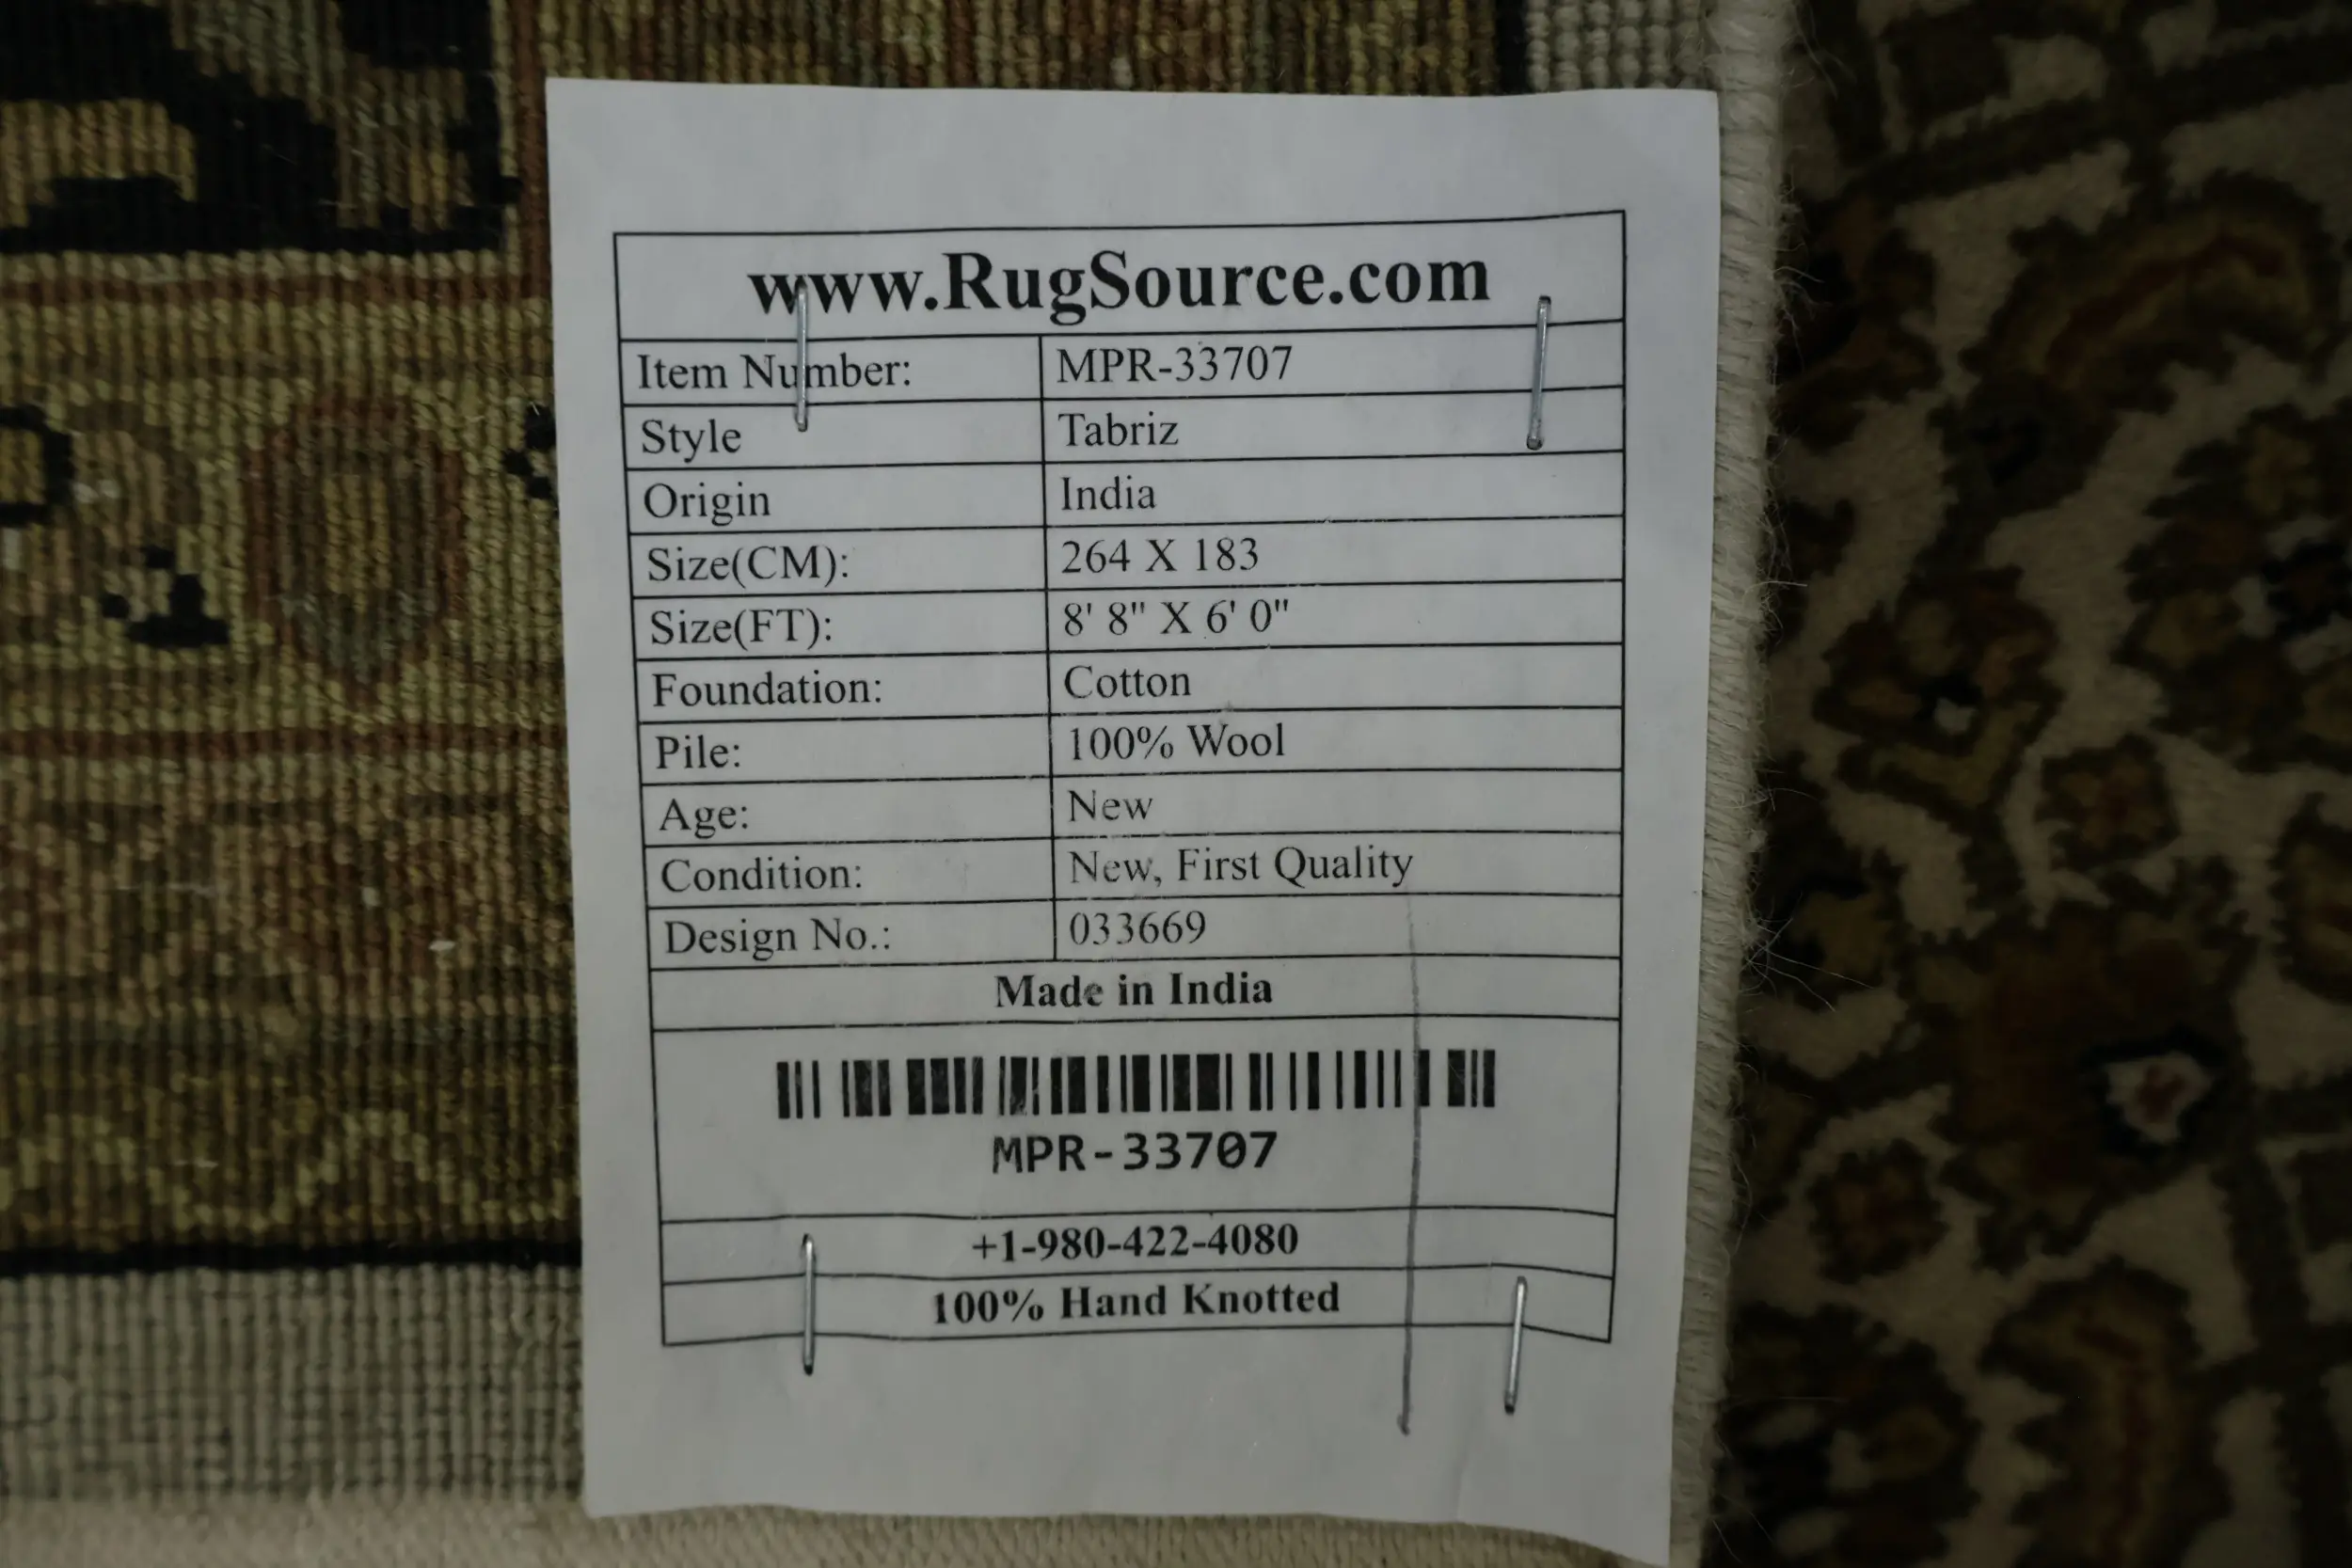 www.RugSource.com
Item Number: MPR-33707
Style Tabriz
Origin India
Size(CM): 264 X 183
Size(FT): 8' 8" X 6' 0"
Foundation: Cotton
Pile: 100% Wool
Age: New
Condition: New, First Quality
Design No.: 033669
Made in India
MPR-33707
+1-980-422-4080
100% Hand Knotted